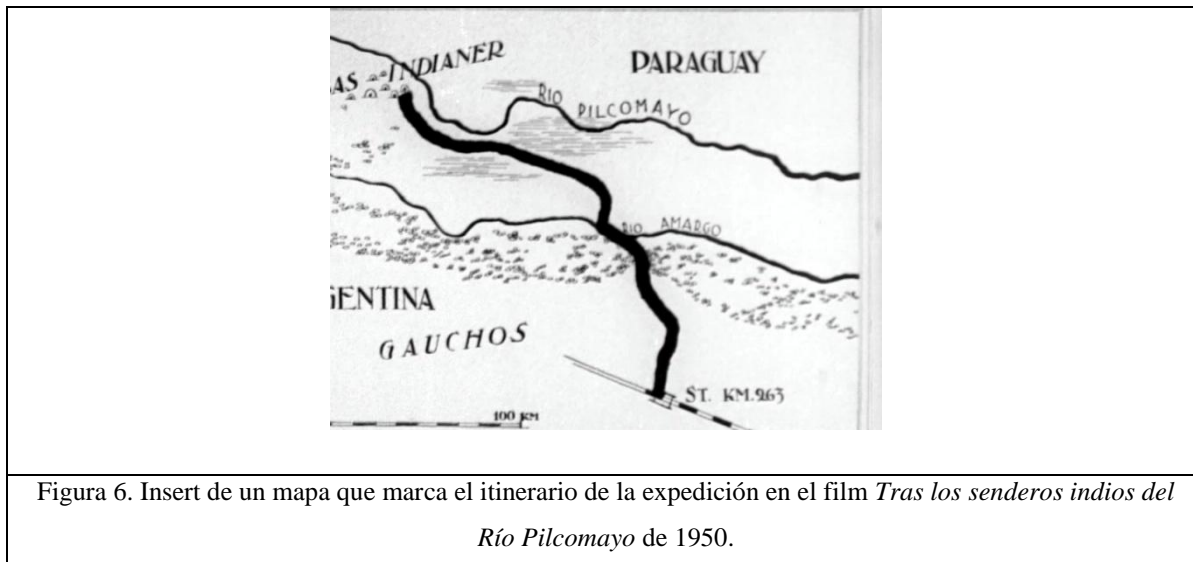 AS INDIANER
PARAGUAY
RIO PILCOMAYO
RIO AMARGO
GENTINA
GAUCHOS
ST. KM.263
100 KM
Figura 6. Insert de un mapa que marca el itinerario de la expedición en el film Tras los senderos indios del
Río Pilcomayo de 1950.